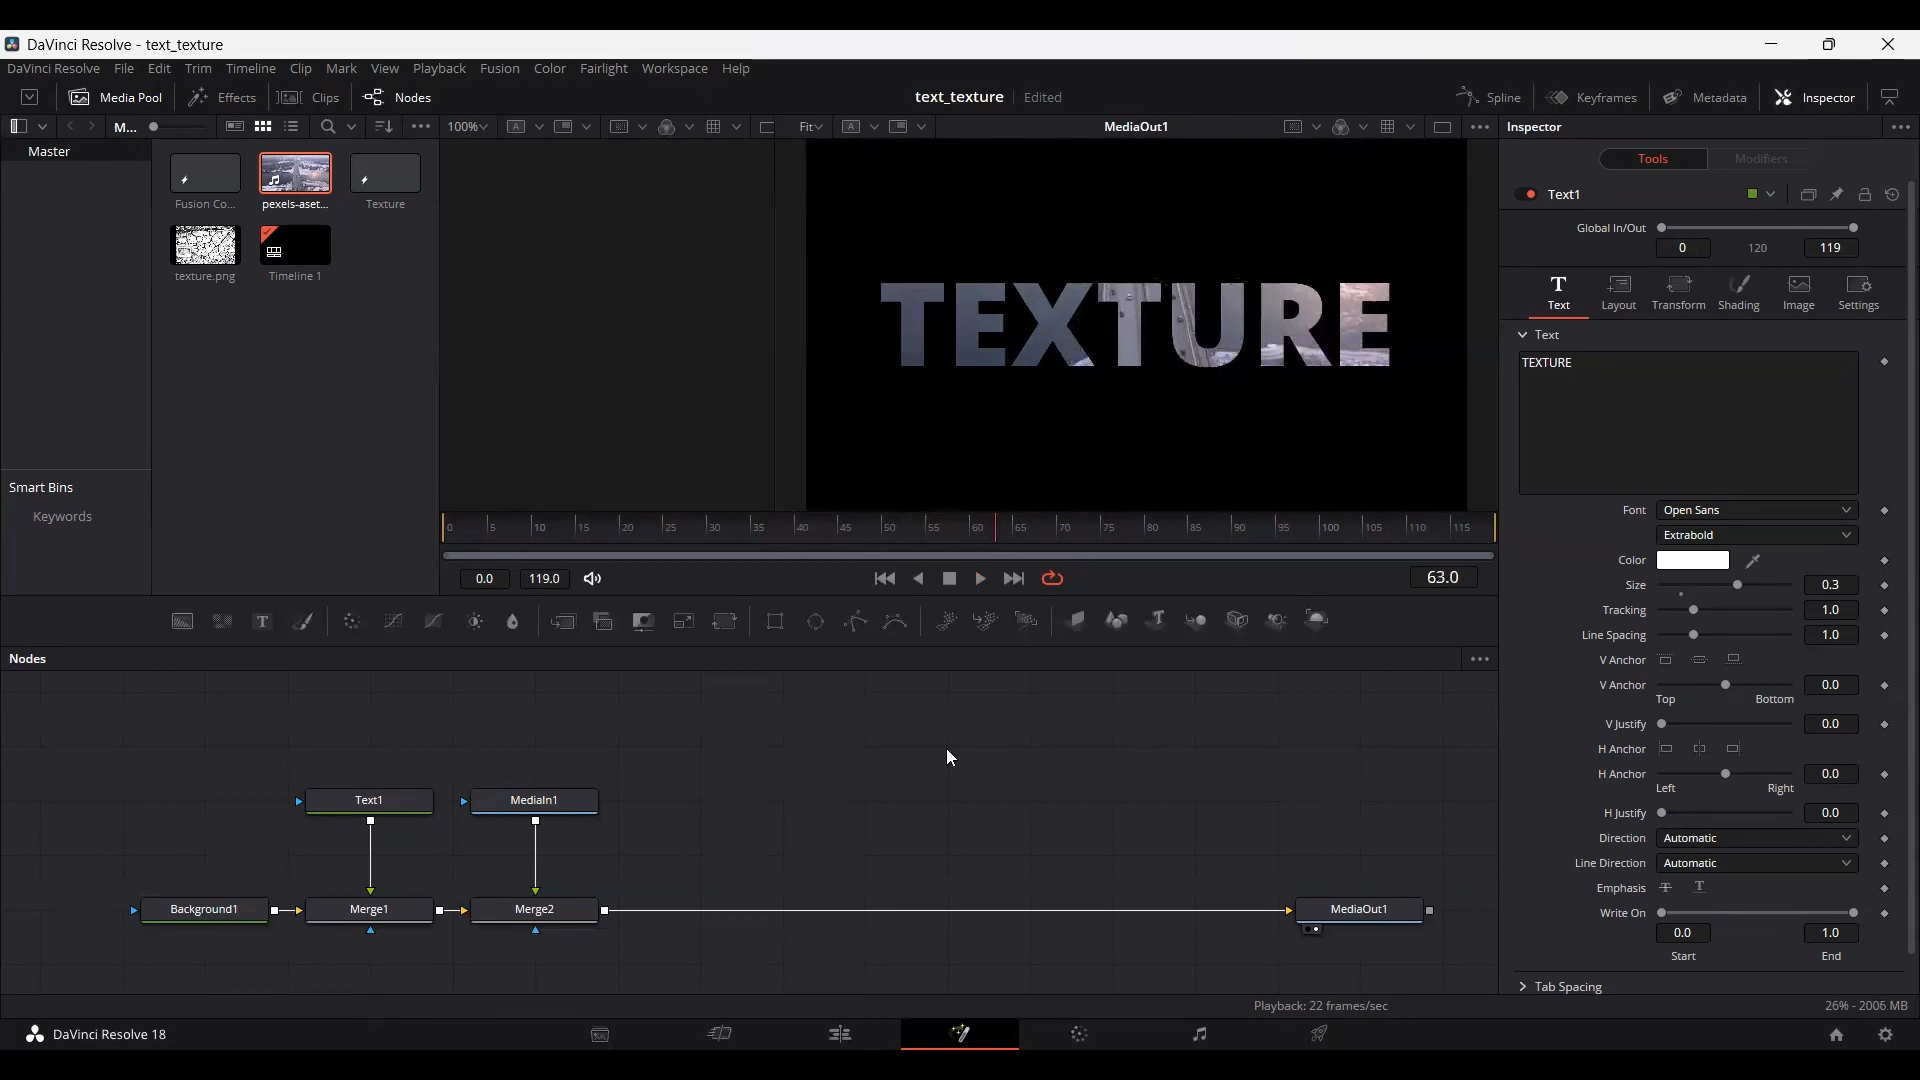 DaVinci Resolve - text_texture
DaVinci Resolve File Edit Trim Timeline Clip Mark View Playback Fusion Color Fairlight Workspace Help
Media Pool Effects Clips Nodes text_texture Edited Spline Keyframes Metadata Inspector
M... 100% Fit MediaOut1 Inspector
Master
Tools Modifiers
Fusion Co... pexels-aset... Texture
Text1
texture.png Timeline 1
Global In/Out
0 120 119
Text Layout Transform Shading Image Settings
TEXTURE
Text
TEXTURE
Smart Bins
Keywords
Font Open Sans
Extrabold
0 5 10 15 20 25 30 35 40 45 50 55 60 65 70 75 80 85 90 95 100 105 110 115
0.0 119.0 63.0
Color
Size 0.3
Tracking 1.0
Line Spacing 1.0
V Anchor
V Anchor 0.0
Top Bottom
V Justify 0.0
H Anchor
H Anchor 0.0
Left Right
H Justify 0.0
Direction Automatic
Line Direction Automatic
Emphasis T T
Write On
0.0 1.0
Start End
Tab Spacing
Nodes
Text1 MediaIn1
Background1 Merge1 Merge2 MediaOut1
Playback: 22 frames/sec 26% - 2006 MB
DaVinci Resolve 18